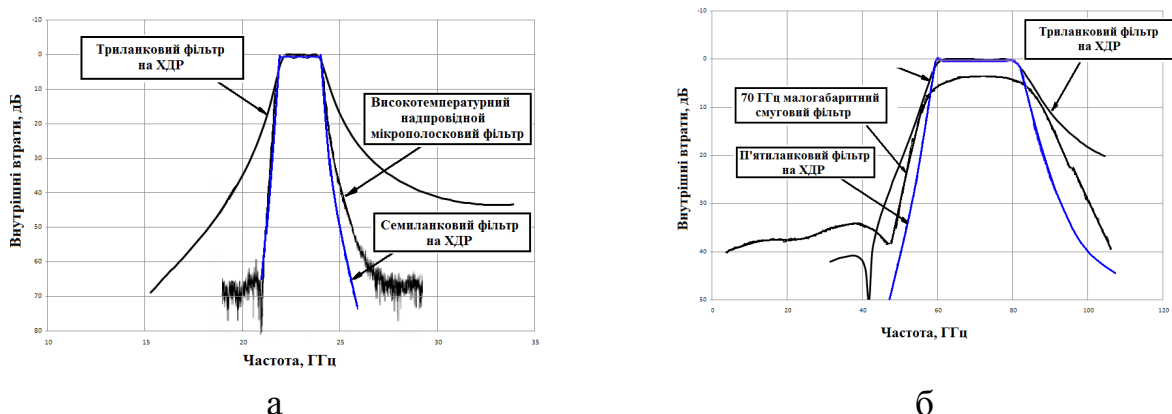 -10
0
10
20
30
40
50
60
70
80
Внутрішні втрати, дБ
Триланковий фільтр
на ХДР
Високотемпературний
надпровідной
мікрополосковий фільтр
Семиланковий фільтр
на ХДР
10 15 20 25 30 35
Частота, ГГц
а
-10
0
10
20
30
40
50
Внутрішні втрати, дБ
Триланковий фільтр
на ХДР
70 ГГц малогабаритний
смуговий фільтр
П'ятиланковий фільтр
на ХДР
0 20 40 60 80 100 120
Частота, ГГц
б